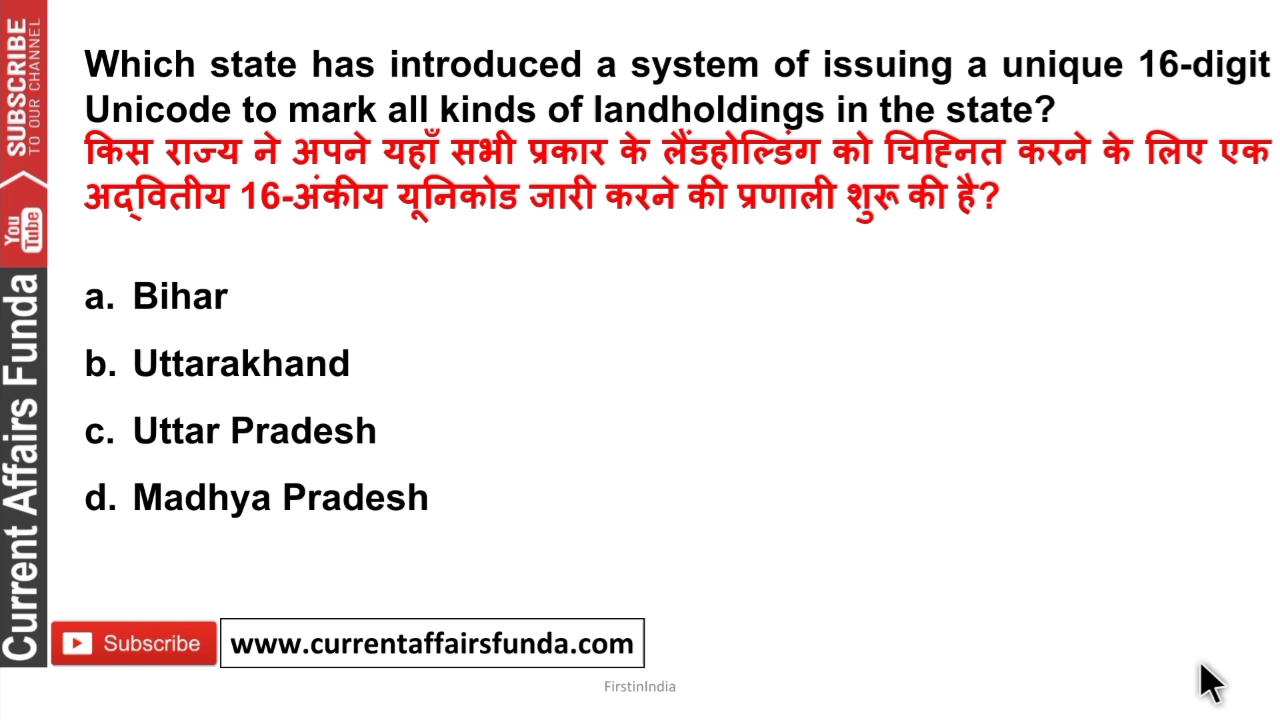 Which state has introduced a system of issuing a unique 16-digit
Unicode to mark all kinds of landholdings in the state?
किस राज्य ने अपने यहाँ सभी प्रकार के लैंडहोल्डिंग को चिह्नित करने के लिए एक
अद्वितीय 16-अंकीय यूनिकोड जारी करने की प्रणाली शुरू की है?
a. Bihar
b. Uttarakhand
c. Uttar Pradesh
d. Madhya Pradesh
SUBSCRIBE
TO OUR CHANNEL
You
Tube
Current Affairs Funda
Subscribe
www.currentaffairsfunda.com
FirstinIndia